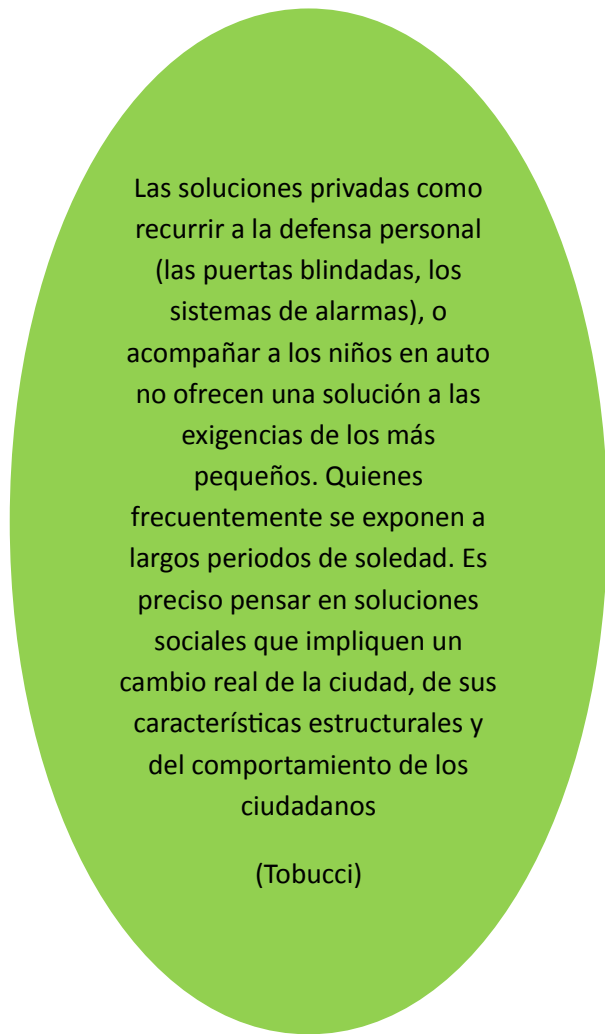 Las soluciones privadas como
recurrir a la defensa personal
(las puertas blindadas, los
sistemas de alarmas), o
acompañar a los niños en auto
no ofrecen una solución a las
exigencias de los más
pequeños. Quienes
frecuentemente se exponen a
largos periodos de soledad. Es
preciso pensar en soluciones
sociales que impliquen un
cambio real de la ciudad, de sus
características estructurales y
del comportamiento de los
ciudadanos
(Tobucci)